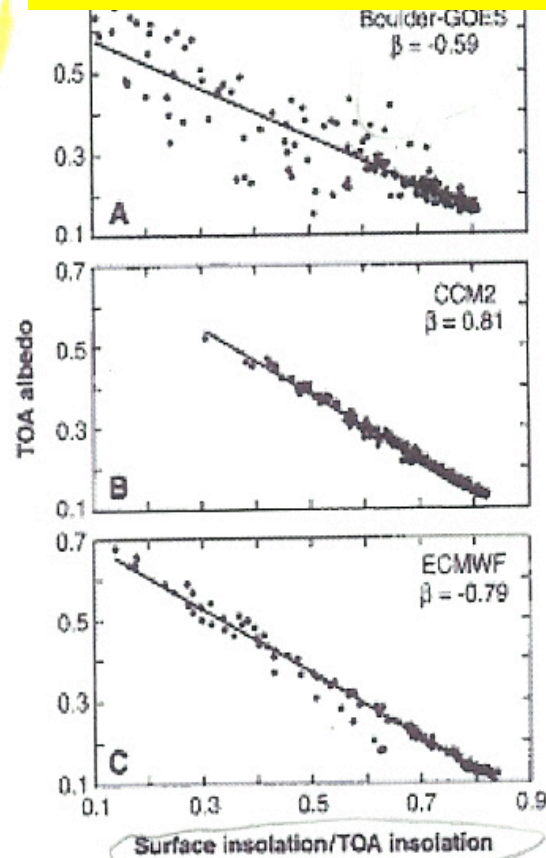 Boulder-GOES
β = -0.59
0.5
0.3
0.1
A
0.7
CCM2
β = 0.81
0.5
0.3
0.1
B
TOA albedo
0.7
ECMWF
β = -0.79
0.5
0.3
0.1
C
0.1 0.3 0.5 0.7 0.9
Surface insolation/TOA insolation